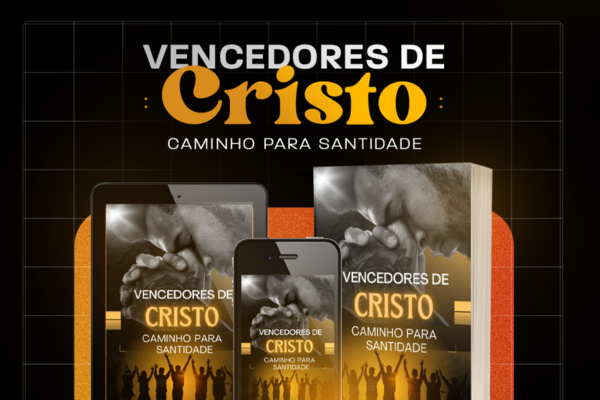 VENCEDORES DE
Cristo
CAMINHO PARA SANTIDADE
VENCEDORES DE
CRISTO
CAMINHO PARA
SANTIDADE
VENCEDORES DE
CRISTO
CAMINHO PARA
SANTIDADE
VENCEDORES DE
CRISTO
CAMINHO PARA
SANTIDADE